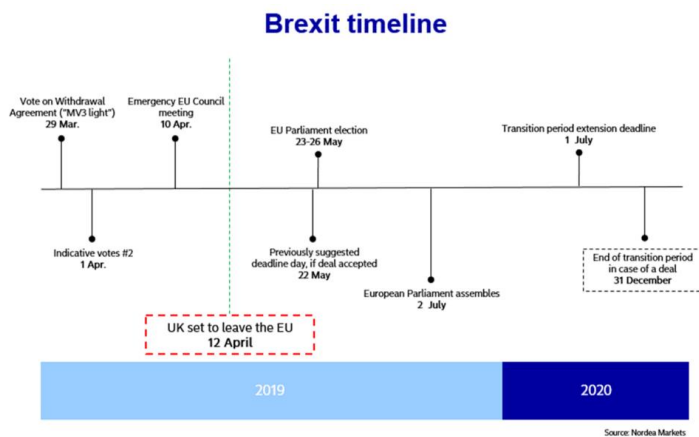 Brexit timeline
Vote on Withdrawal
Agreement ("MV3 light")
29 Mar.
Emergency EU Council
meeting
10 Apr.
EU Parliament election
23-26 May
Transition period extension deadline
1 July
Indicative votes #2
1 Apr.
Previously suggested
deadline day, if deal accepted
22 May
European Parliament assembles
2 July
End of transition period
in case of a deal
31 December
UK set to leave the EU
12 April
2019
2020
Source: Nordea Markets